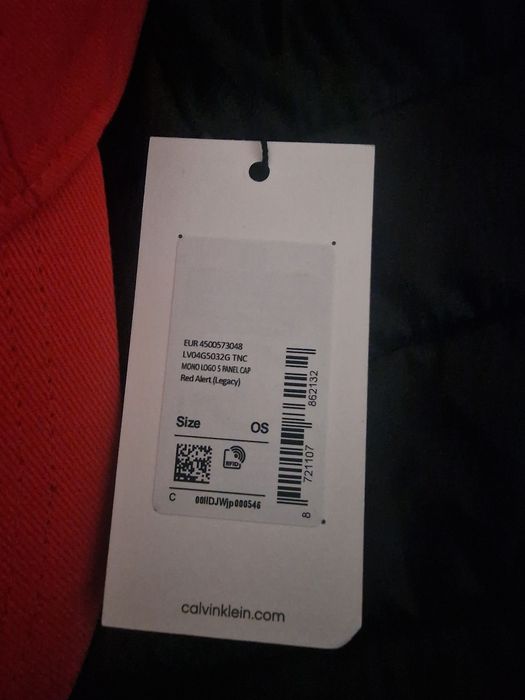 EUR 4500573048
LV04G5032G TNC
MONO LOGO 5 PANEL CAP
Red Alert (Legacy)
Size OS
RFID
C 00IIDJWjp000S46
8 721107 862132
calvinklein.com